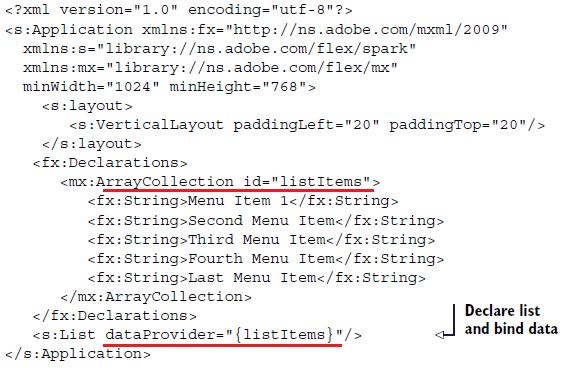 <?xml version="1.0" encoding="utf-8"?>
<s:Application xmlns:fx="http://ns.adobe.com/mxml/2009"
xmlns:s="library://ns.adobe.com/flex/spark"
xmlns:mx="library://ns.adobe.com/flex/mx"
minWidth="1024" minHeight="768">
<s:layout>
<s:VerticalLayout paddingLeft="20" paddingTop="20"/>
</s:layout>
<fx:Declarations>
<mx:ArrayCollection id="listItems">
<fx:String>Menu Item 1</fx:String>
<fx:String>Second Menu Item</fx:String>
<fx:String>Third Menu Item</fx:String>
<fx:String>Fourth Menu Item</fx:String>
<fx:String>Last Menu Item</fx:String>
</mx:ArrayCollection>
</fx:Declarations>
<s:List dataProvider="{listItems}"/>
</s:Application>
Declare list
and bind data